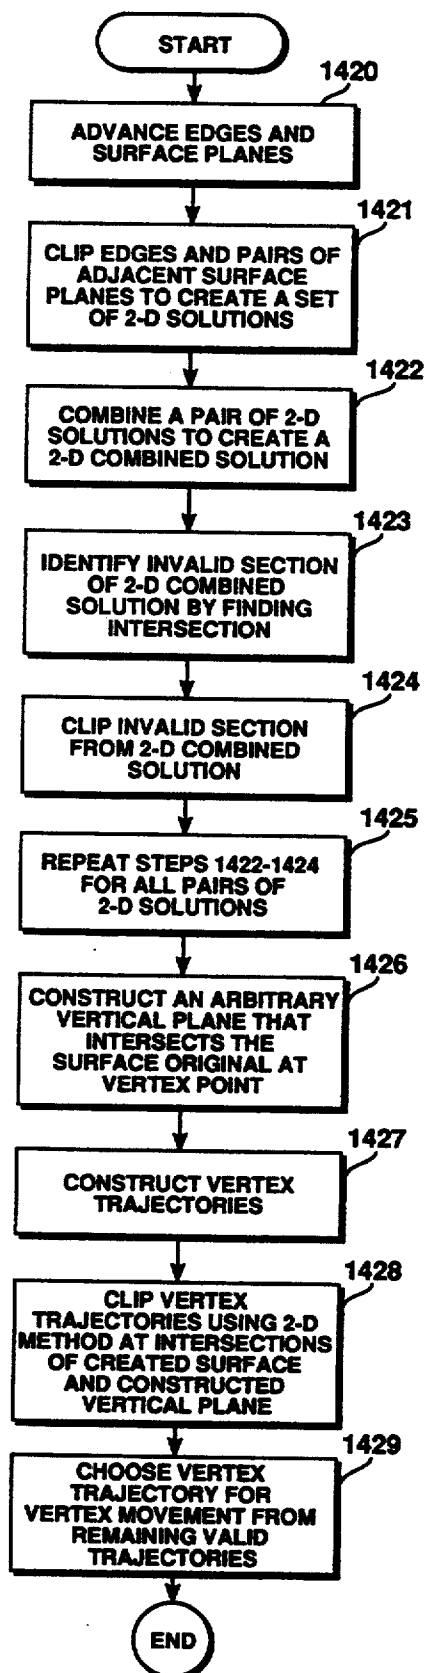 START
1420
ADVANCE EDGES AND
SURFACE PLANES
1421
CLIP EDGES AND PAIRS OF
ADJACENT SURFACE
PLANES TO CREATE A SET
OF 2-D SOLUTIONS
1422
COMBINE A PAIR OF 2-D
SOLUTIONS TO CREATE A
2-D COMBINED SOLUTION
1423
IDENTIFY INVALID SECTION
OF 2-D COMBINED
SOLUTION BY FINDING
INTERSECTION
1424
CLIP INVALID SECTION
FROM 2-D COMBINED
SOLUTION
1425
REPEAT STEPS 1422-1424
FOR ALL PAIRS OF
2-D SOLUTIONS
1426
CONSTRUCT AN ARBITRARY
VERTICAL PLANE THAT
INTERSECTS THE
SURFACE ORIGINAL AT
VERTEX POINT
1427
CONSTRUCT VERTEX
TRAJECTORIES
1428
CLIP VERTEX
TRAJECTORIES USING 2-D
METHOD AT INTERSECTIONS
OF CREATED SURFACE
AND CONSTRUCTED
VERTICAL PLANE
1429
CHOOSE VERTEX
TRAJECTORY FOR
VERTEX MOVEMENT FROM
REMAINING VALID
TRAJECTORIES
END